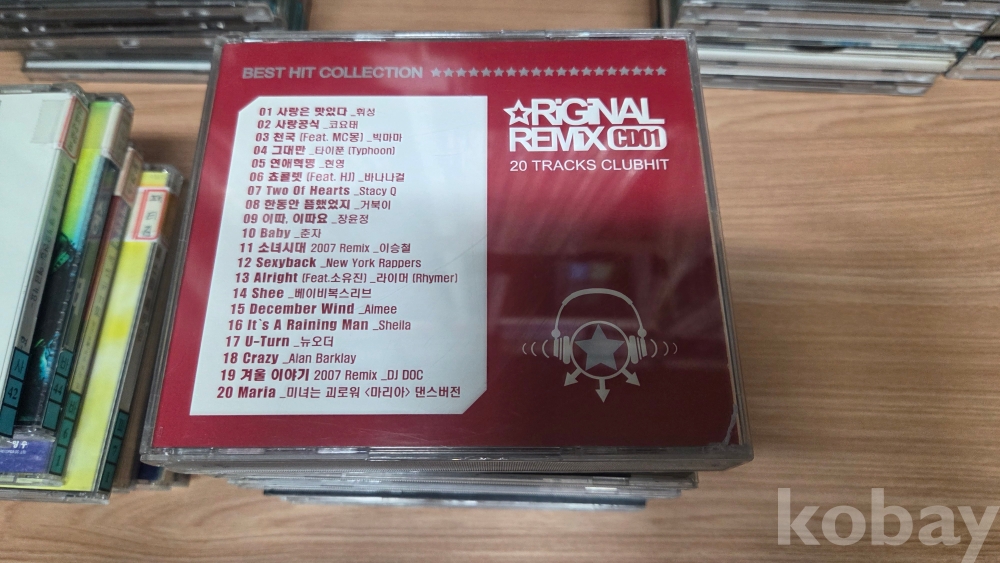 BEST HIT COLLECTION ★★★★★★★★★★★★★★★★★★★
01 사랑은 맛있다 _휘성
02 사랑공식 _코요태
03 천국 (Feat. MC몽) _빅마마
04 그대만 _타이푼 (Typhoon)
05 연애혁명 _현영
06 쵸콜렛 (Feat. HJ) _바나나걸
07 Two Of Hearts _Stacy Q
08 한동안 뜸했었지 _거북이
09 이따, 이따요 _장윤정
10 Baby _춘자
11 소녀시대 2007 Remix _이승철
12 Sexyback _New York Rappers
13 Alright (Feat.소유진) _라이머 (Rhymer)
14 Shee _베이비복스리브
15 December Wind _Aimee
16 It`s A Raining Man _Sheila
17 U-Turn _뉴오더
18 Crazy _Alan Barklay
19 겨울 이야기 2007 Remix _DJ DOC
20 Maria _미녀는 괴로워 <마리아> 댄스버전
ORiGiNAL
REMiX CD01
20 TRACKS CLUBHIT
kobay